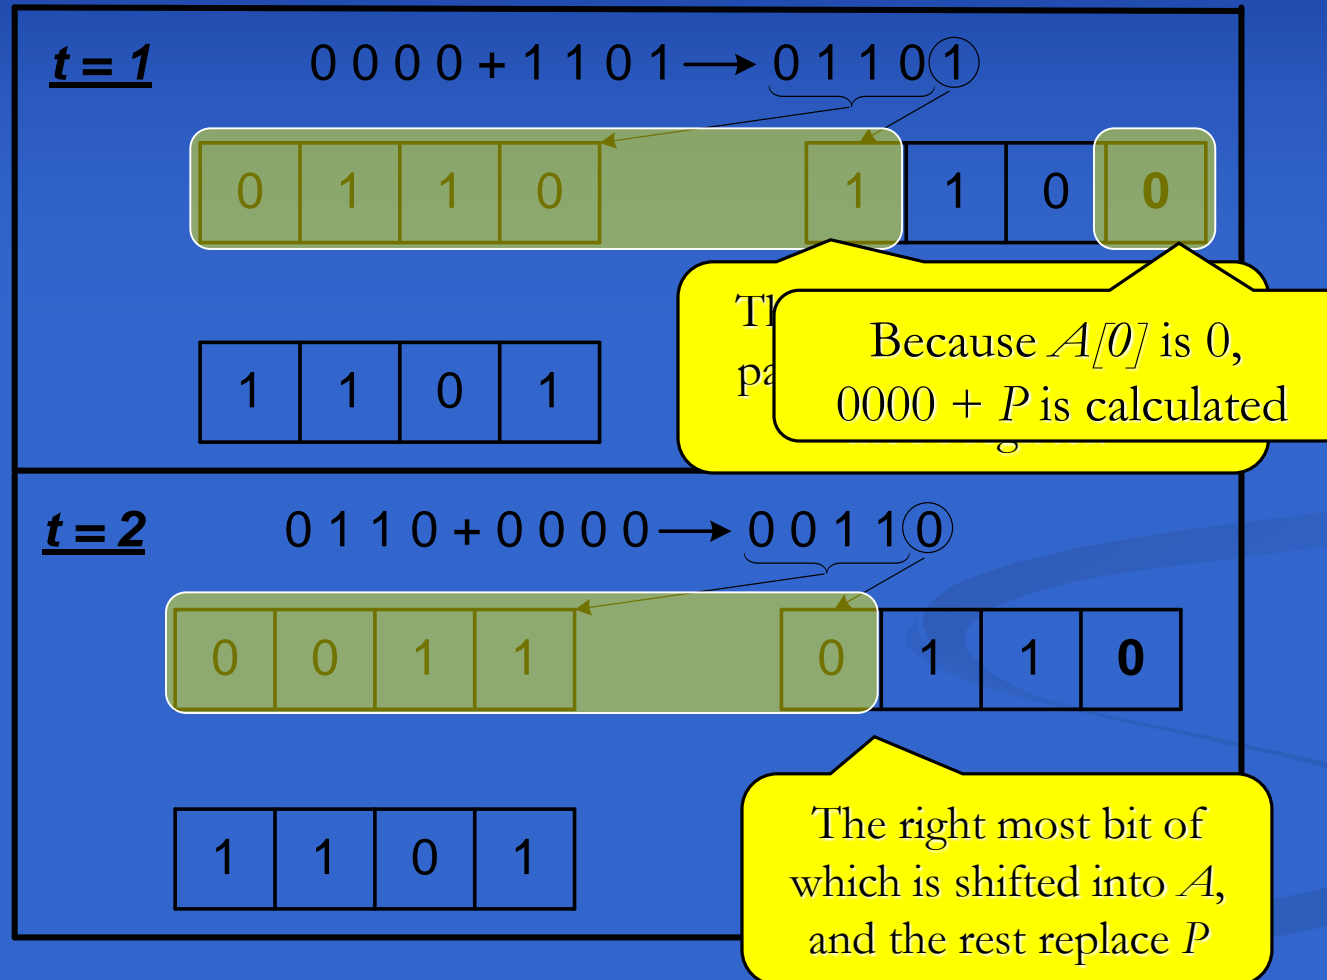 t = 1
0 0 0 0 + 1 1 0 1 → 0 1 1 0 1
0 1 1 0 1 1 0 0
Because A[0] is 0,
0000 + P is calculated
1 1 0 1
t = 2
0 1 1 0 + 0 0 0 0 → 0 0 1 1 0
0 0 1 1 0 1 1 0
1 1 0 1
The right most bit of
which is shifted into A,
and the rest replace P